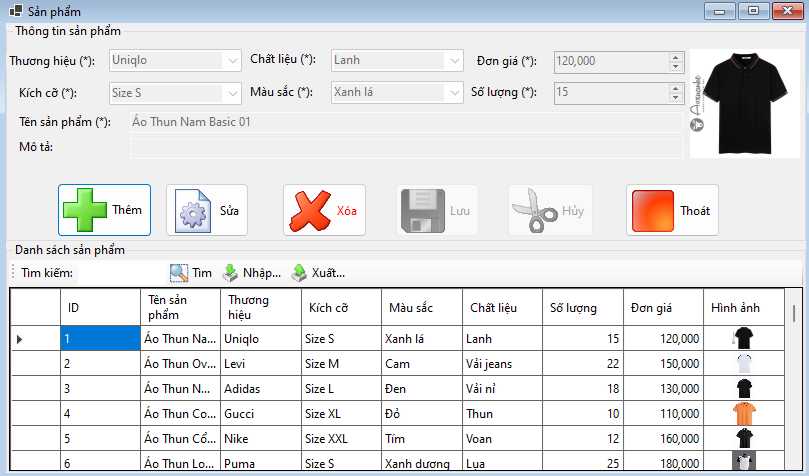 Sản phẩm
Thông tin sản phẩm
Thương hiệu (*): Uniqlo Chất liệu (*): Lanh Đơn giá (*): 120,000
Kích cỡ (*): Size S Màu sắc (*): Xanh lá Số lượng (*): 15
Tên sản phẩm (*): Áo Thun Nam Basic 01
Mô tả:
Thêm Sửa Xóa Lưu Hủy Thoát
Danh sách sản phẩm
Tìm kiếm: Tìm Nhập... Xuất...
ID Tên sản phẩm Thương hiệu Kích cỡ Màu sắc Chất liệu Số lượng Đơn giá Hình ảnh
1 Áo Thun Na... Uniqlo Size S Xanh lá Lanh 15 120,000
2 Áo Thun Ov... Levi Size M Cam Vải jeans 22 150,000
3 Áo Thun N... Adidas Size L Đen Vải nỉ 18 130,000
4 Áo Thun Co... Gucci Size XL Đỏ Thun 10 110,000
5 Áo Thun Cổ... Nike Size XXL Tím Voan 12 160,000
6 Áo Thun Lo... Puma Size S Xanh dương Lụa 25 180,000